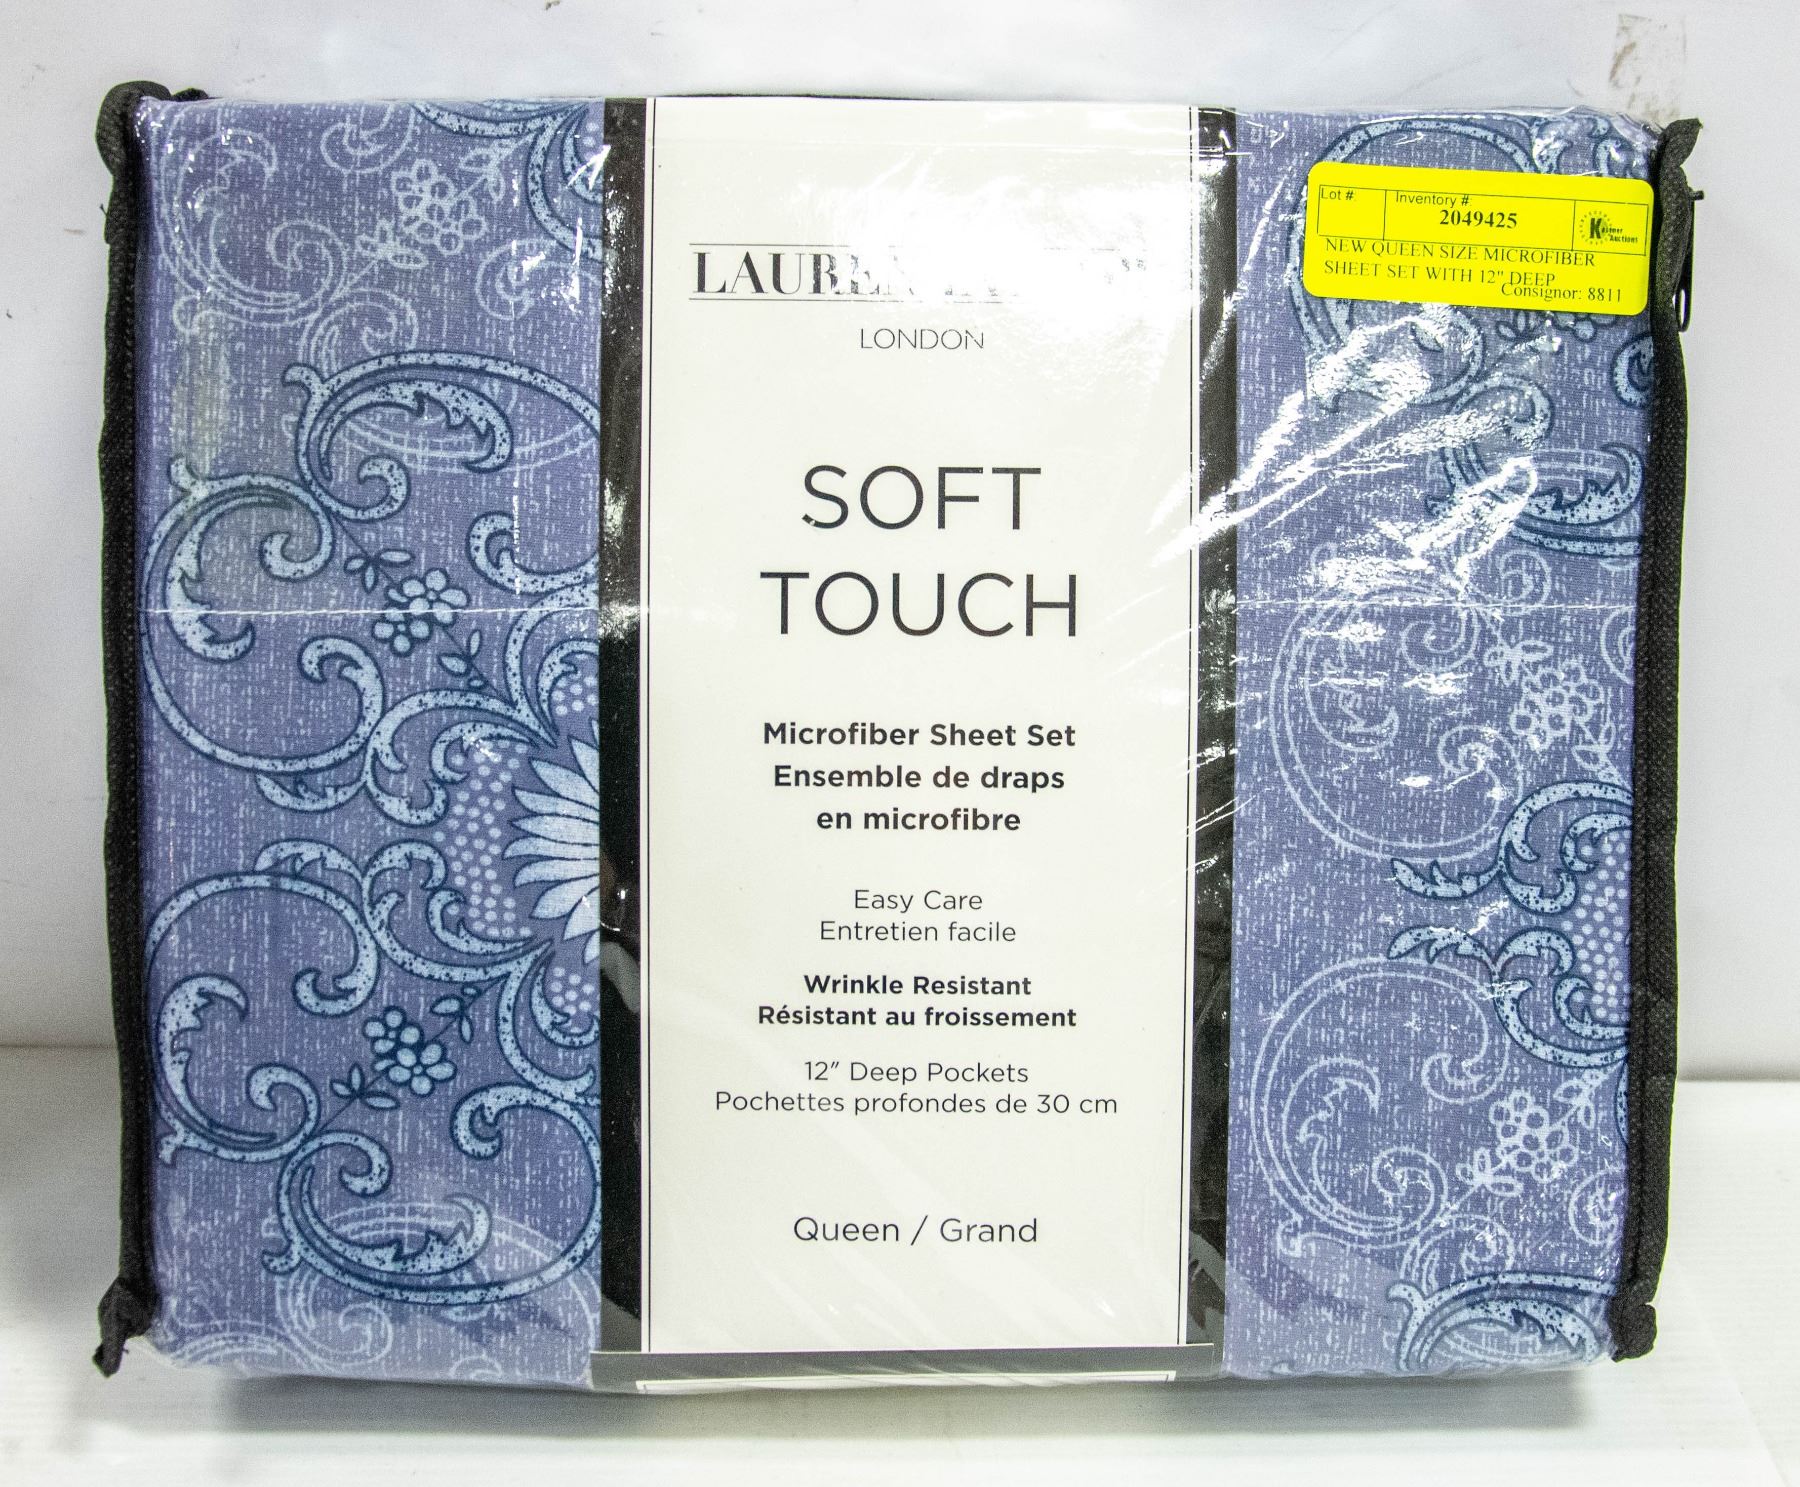 LONDON
SOFT
TOUCH
Microfiber Sheet Set
Ensemble de draps
en microfibre
Easy Care
Entretien facile
Wrinkle Resistant
Résistant au froissement
12" Deep Pockets
Pochettes profondes de 30 cm
Queen / Grand
Lot #:
Inventory #:
2049425
Kastner
Auctions
NEW QUEEN SIZE MICROFIBER
SHEET SET WITH 12" DEEP
Consignor: 8811